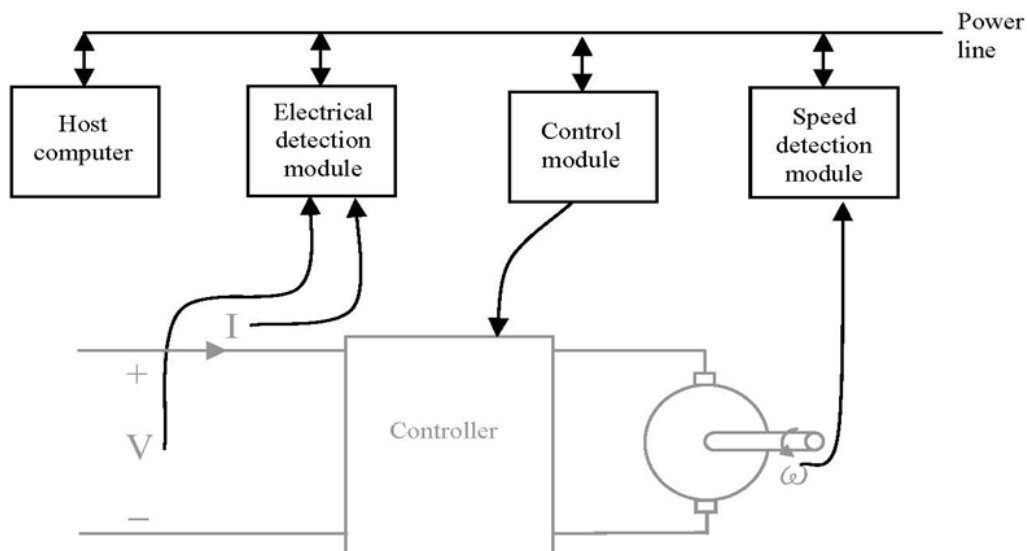 Power
line
Host
computer
Electrical
detection
module
Control
module
Speed
detection
module
I
+
V
Controller
ω
−